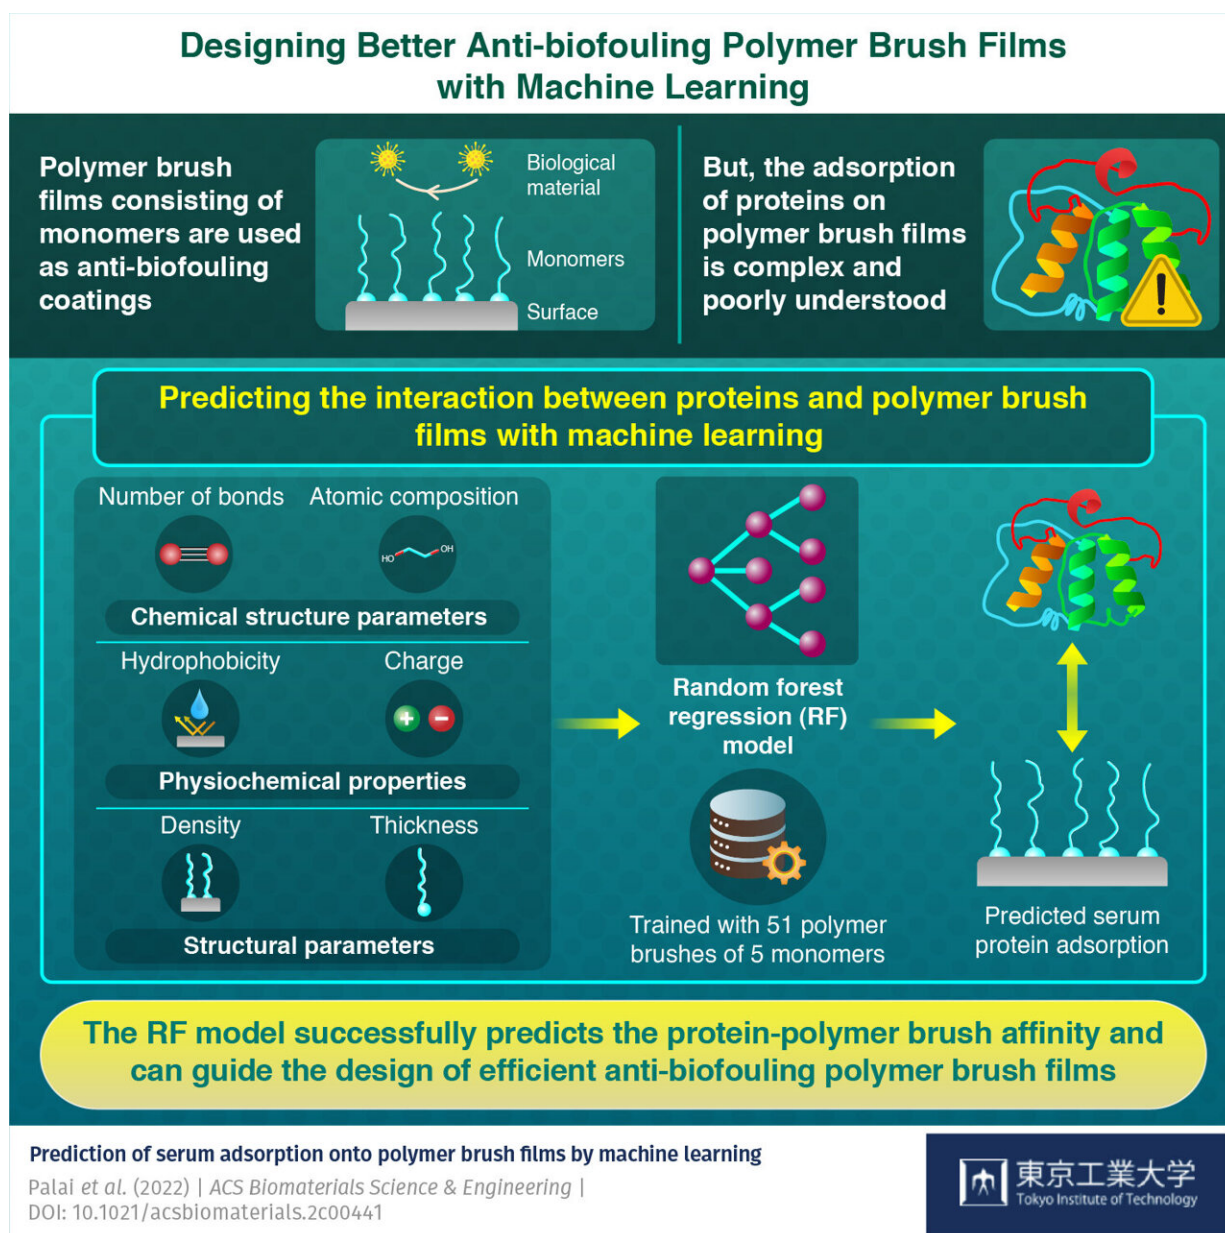 Designing Better Anti-biofouling Polymer Brush Films
with Machine Learning
Polymer brush
films consisting of
monomers are used
as anti-biofouling
coatings
Biological
material
Monomers
Surface
But, the adsorption
of proteins on
polymer brush films
is complex and
poorly understood
!
Predicting the interaction between proteins and polymer brush
films with machine learning
Number of bonds
Atomic composition
HO
OH
Chemical structure parameters
Hydrophobicity
Charge
+
−
Physiochemical properties
Density
Thickness
Structural parameters
Random forest
regression (RF)
model
Trained with 51 polymer
brushes of 5 monomers
Predicted serum
protein adsorption
The RF model successfully predicts the protein-polymer brush affinity and
can guide the design of efficient anti-biofouling polymer brush films
Prediction of serum adsorption onto polymer brush films by machine learning
Palai et al. (2022) | ACS Biomaterials Science & Engineering |
DOI: 10.1021/acsbiomaterials.2c00441
東京工業大学
Tokyo Institute of Technology